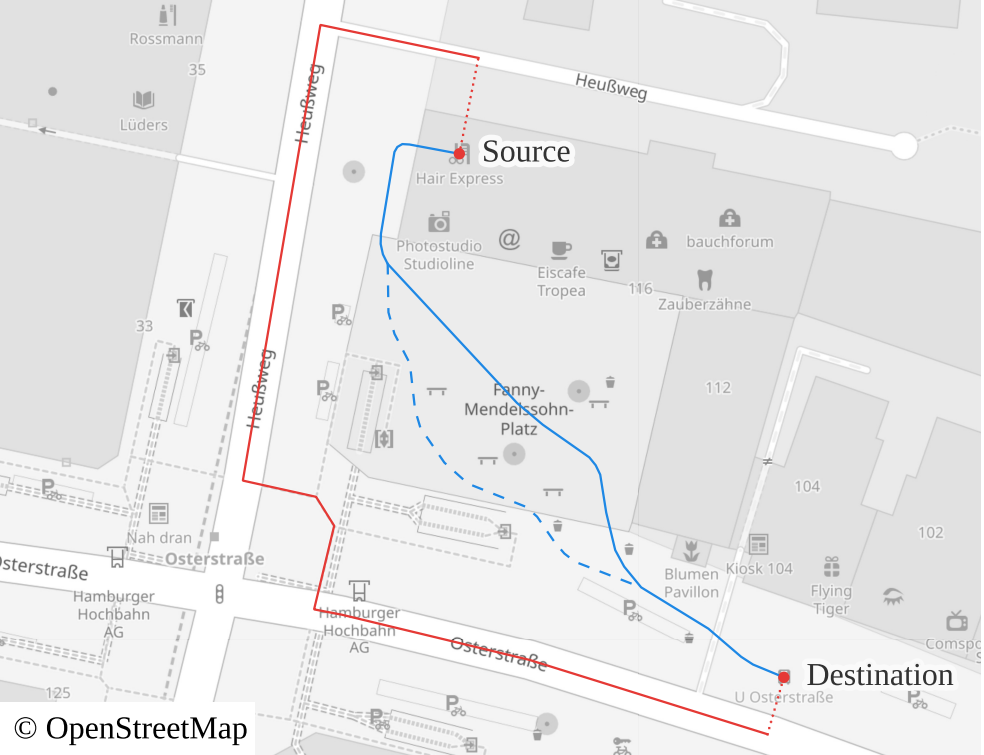 Rossmann
35
Heußweg
Heußweg
Lüders
Source
Hair Express
Photostudio
Studioline
@
bauchforum
Eiscafe
Tropea
116
Zauberzähne
33
P
P
P
Heußweg
Fanny-
Mendelssohn-
Platz
112
≠
104
P
Nah dran
102
Osterstraße
Osterstraße
Kiosk 104
Blumen
Pavillon
Flying
Tiger
Hamburger
Hochbahn
AG
Hamburger
Hochbahn
AG
P
Osterstraße
Destination
U Osterstraße
125
P
P
P
© OpenStreetMap